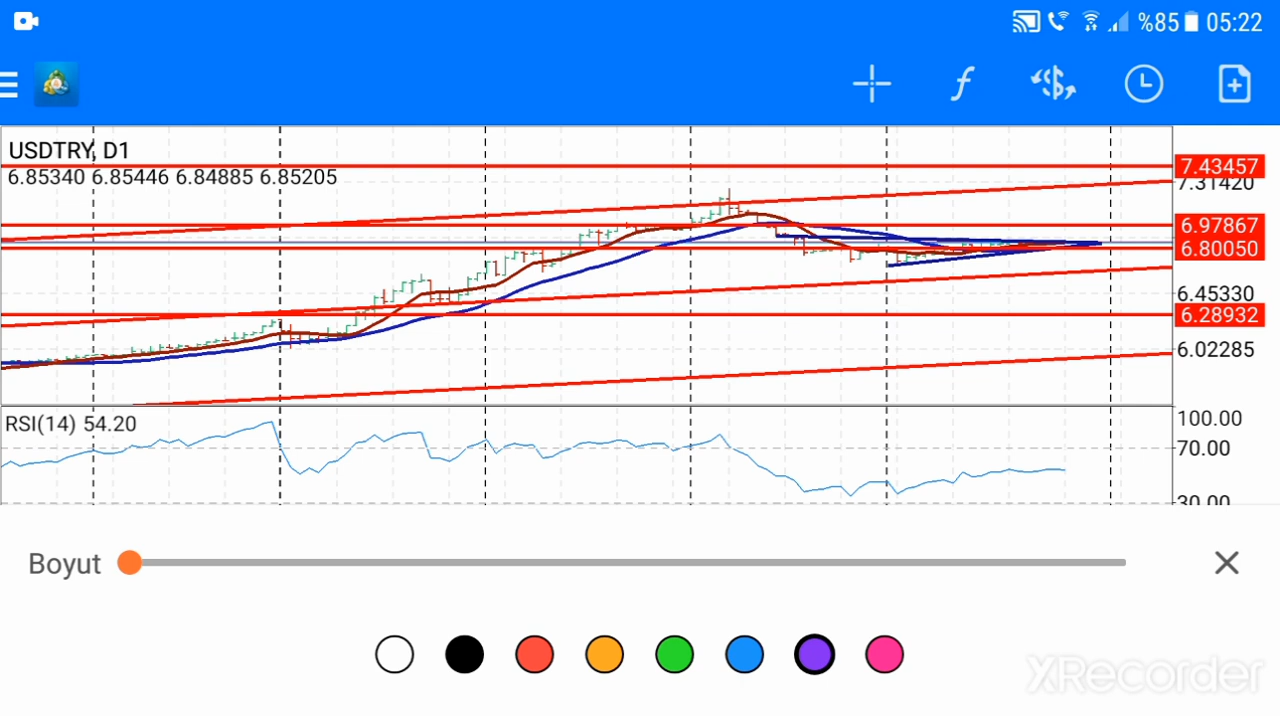 %85 05:22
USDTRY, D1
6.85340 6.85446 6.84885 6.85205
7.43457
7.31420
6.97867
6.80050
6.45330
6.28932
6.02285
RSI(14) 54.20
100.00
70.00
30.00
Boyut
XRecorder